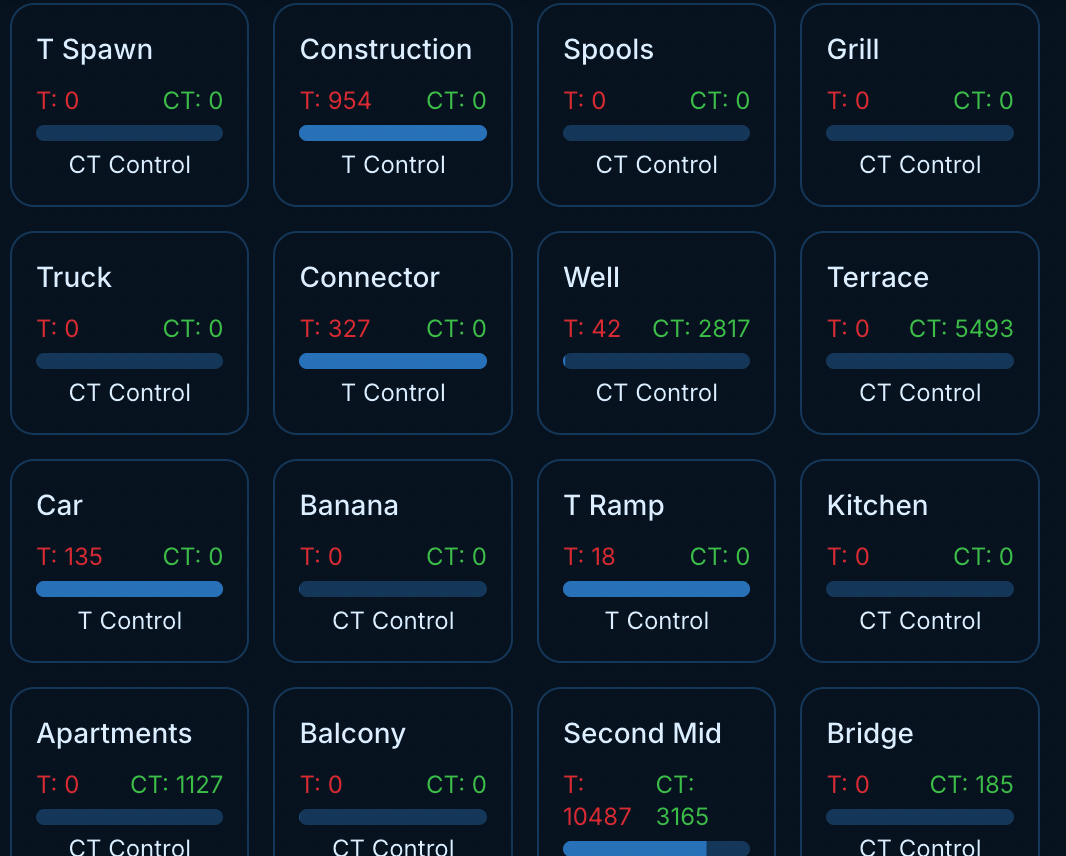 T Spawn
T: 0 CT: 0
CT Control
Construction
T: 954 CT: 0
T Control
Spools
T: 0 CT: 0
CT Control
Grill
T: 0 CT: 0
CT Control
Truck
T: 0 CT: 0
CT Control
Connector
T: 327 CT: 0
T Control
Well
T: 42 CT: 2817
CT Control
Terrace
T: 0 CT: 5493
CT Control
Car
T: 135 CT: 0
T Control
Banana
T: 0 CT: 0
CT Control
T Ramp
T: 18 CT: 0
T Control
Kitchen
T: 0 CT: 0
CT Control
Apartments
T: 0 CT: 1127
CT Control
Balcony
T: 0 CT: 0
CT Control
Second Mid
T: CT:
10487 3165
Bridge
T: 0 CT: 185
CT Control